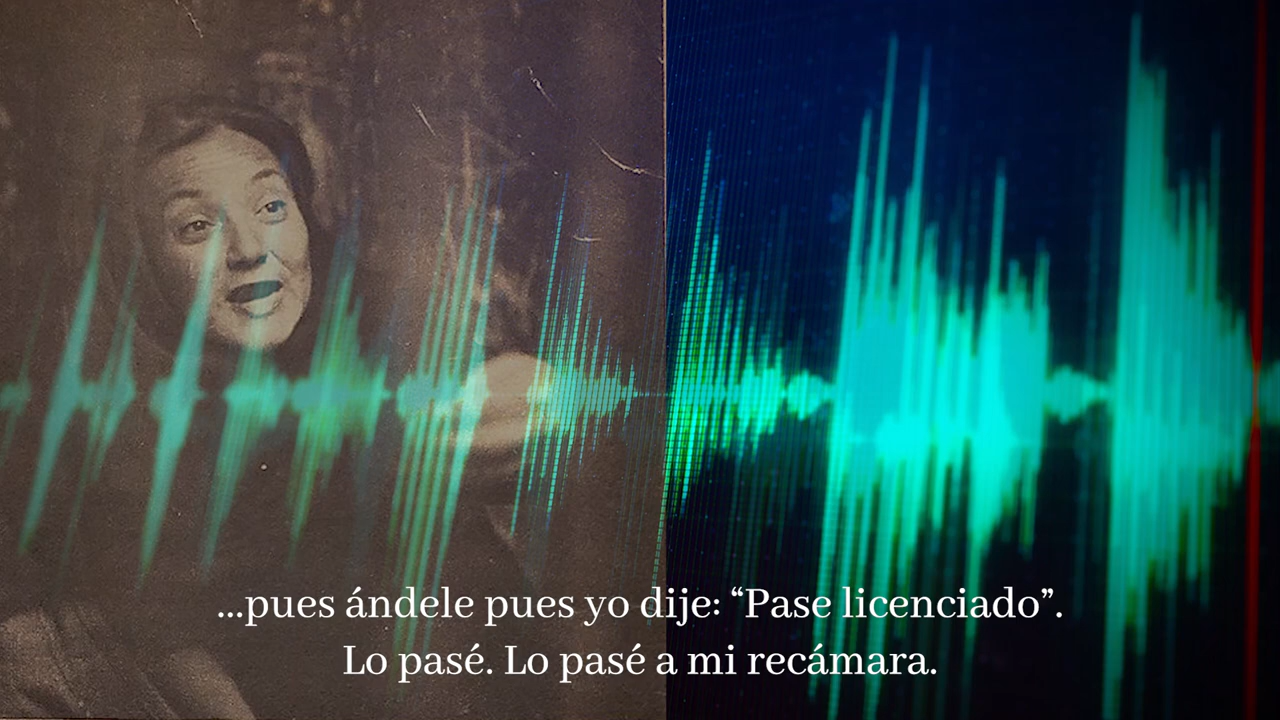 ...pues ándele pues yo dije: “Pase licenciado”.
Lo pasé. Lo pasé a mi recámara.